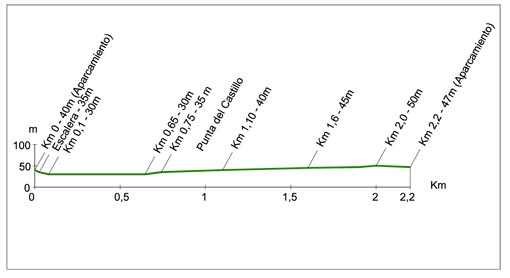 Km 0 - 40m (Aparcamiento)
Escalera - 35m
Km 0,1 - 30m
Km 0,65 - 30m
Km 0,75 - 35 m
Punta del Castillo
Km 1,10 - 40m
Km 1,6 - 45m
Km 2,0 - 50m
Km 2,2 - 47m (Aparcamiento)
m
100
50
0
0
0,5
1
1,5
2
2,2
Km